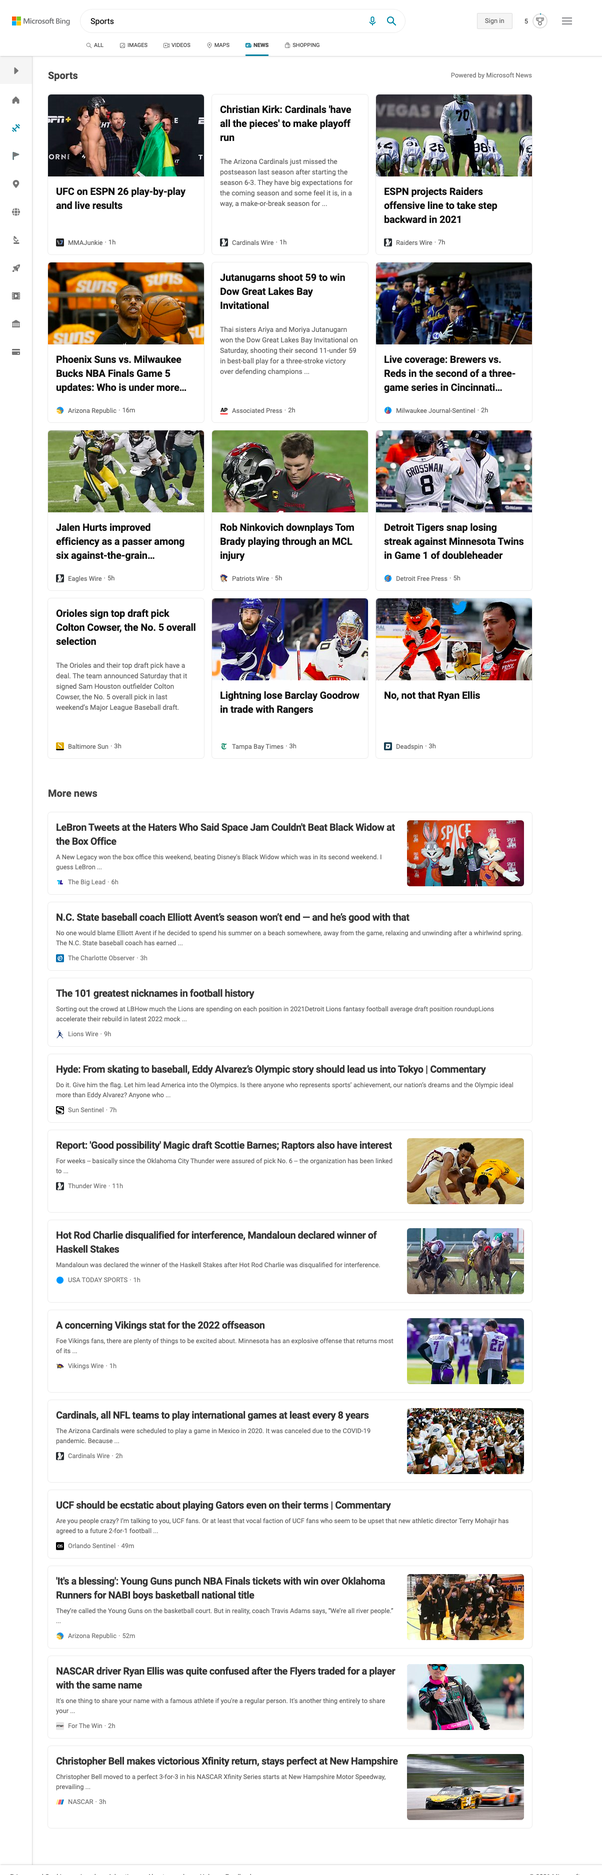 Microsoft Bing
Sports
Sign in
5
ALL
IMAGES
VIDEOS
MAPS
NEWS
SHOPPING
Sports
Powered by Microsoft News
UFC on ESPN 26 play-by-play
and live results
MMAJunkie · 1h
Christian Kirk: Cardinals 'have
all the pieces' to make playoff
run
The Arizona Cardinals just missed the
postseason last season after starting the
season 6-3. They have big expectations for
the coming season and some feel it is, in a
way, a make-or-break season for ...
Cardinals Wire · 1h
VEGAS
70
ESPN projects Raiders
offensive line to take step
backward in 2021
Raiders Wire · 7h
SUNS
Phoenix Suns vs. Milwaukee
Bucks NBA Finals Game 5
updates: Who is under more...
Arizona Republic · 16m
Jutanugarns shoot 59 to win
Dow Great Lakes Bay
Invitational
Thai sisters Ariya and Moriya Jutanugarn
won the Dow Great Lakes Bay Invitational on
Saturday, shooting their second 11-under 59
in best-ball play for a three-stroke victory
over defending champions ...
AP
Associated Press · 2h
Live coverage: Brewers vs.
Reds in the second of a three-
game series in Cincinnati...
Milwaukee Journal-Sentinel · 2h
Jalen Hurts improved
efficiency as a passer among
six against-the-grain...
Eagles Wire · 5h
Rob Ninkovich downplays Tom
Brady playing through an MCL
injury
Patriots Wire · 5h
GROSSMAN
8
Detroit Tigers snap losing
streak against Minnesota Twins
in Game 1 of doubleheader
Detroit Free Press · 5h
Orioles sign top draft pick
Colton Cowser, the No. 5 overall
selection
The Orioles and their top draft pick have a
deal. The team announced Saturday that it
signed Sam Houston outfielder Colton
Cowser, the No. 5 overall pick in last
weekend's Major League Baseball draft.
Baltimore Sun · 3h
Lightning lose Barclay Goodrow
in trade with Rangers
Tampa Bay Times · 3h
No, not that Ryan Ellis
Deadspin · 3h
More news
LeBron Tweets at the Haters Who Said Space Jam Couldn't Beat Black Widow at
the Box Office
A New Legacy won the box office this weekend, beating Disney's Black Widow which was in its second weekend. I
guess LeBron ...
The Big Lead · 6h
SPACE
N.C. State baseball coach Elliott Avent's season won't end — and he's good with that
No one would blame Elliott Avent if he decided to spend his summer on a beach somewhere, away from the game, relaxing and unwinding after a whirlwind spring.
The N.C. State baseball coach has earned ...
The Charlotte Observer · 3h
The 101 greatest nicknames in football history
Sorting out the crowd at LBHow much the Lions are spending on each position in 2021Detroit Lions fantasy football average draft position roundupLions
accelerate their rebuild in latest 2022 mock ...
Lions Wire · 9h
Hyde: From skating to baseball, Eddy Alvarez's Olympic story should lead us into Tokyo | Commentary
Do it. Give him the flag. Let him lead America into the Olympics. Is there anyone who represents sports' achievement, our nation's dreams and the Olympic ideal
more than Eddy Alvarez? Anyone who ...
Sun Sentinel · 7h
Report: 'Good possibility' Magic draft Scottie Barnes; Raptors also have interest
For weeks – basically since the Oklahoma City Thunder were assured of pick No. 6 – the organization has been linked
to ...
Thunder Wire · 11h
Hot Rod Charlie disqualified for interference, Mandaloun declared winner of
Haskell Stakes
Mandaloun was declared the winner of the Haskell Stakes after Hot Rod Charlie was disqualified for interference.
USA TODAY SPORTS · 1h
A concerning Vikings stat for the 2022 offseason
Foe Vikings fans, there are plenty of things to be excited about. Minnesota has an explosive offense that returns most
of its ...
Vikings Wire · 1h
7
22
Cardinals, all NFL teams to play international games at least every 8 years
The Arizona Cardinals were scheduled to play a game in Mexico in 2020. It was canceled due to the COVID-19
pandemic. Because ...
Cardinals Wire · 2h
UCF should be ecstatic about playing Gators even on their terms | Commentary
Are you people crazy? I'm talking to you, UCF fans. Or at least that vocal faction of UCF fans who seem to be upset that new athletic director Terry Mohajir has
agreed to a future 2-for-1 football ...
Orlando Sentinel · 49m
'It's a blessing': Young Guns punch NBA Finals tickets with win over Oklahoma
Runners for NABI boys basketball national title
They're called the Young Guns on the basketball court. But in reality, coach Travis Adams says, "We're all river people."
...
Arizona Republic · 52m
NASCAR driver Ryan Ellis was quite confused after the Flyers traded for a player
with the same name
It's one thing to share your name with a famous athlete if you're a regular person. It's another thing entirely to share
your ...
For The Win · 2h
Christopher Bell makes victorious Xfinity return, stays perfect at New Hampshire
Christopher Bell moved to a perfect 3-for-3 in his NASCAR Xfinity Series starts at New Hampshire Motor Speedway,
prevailing ...
NASCAR · 3h